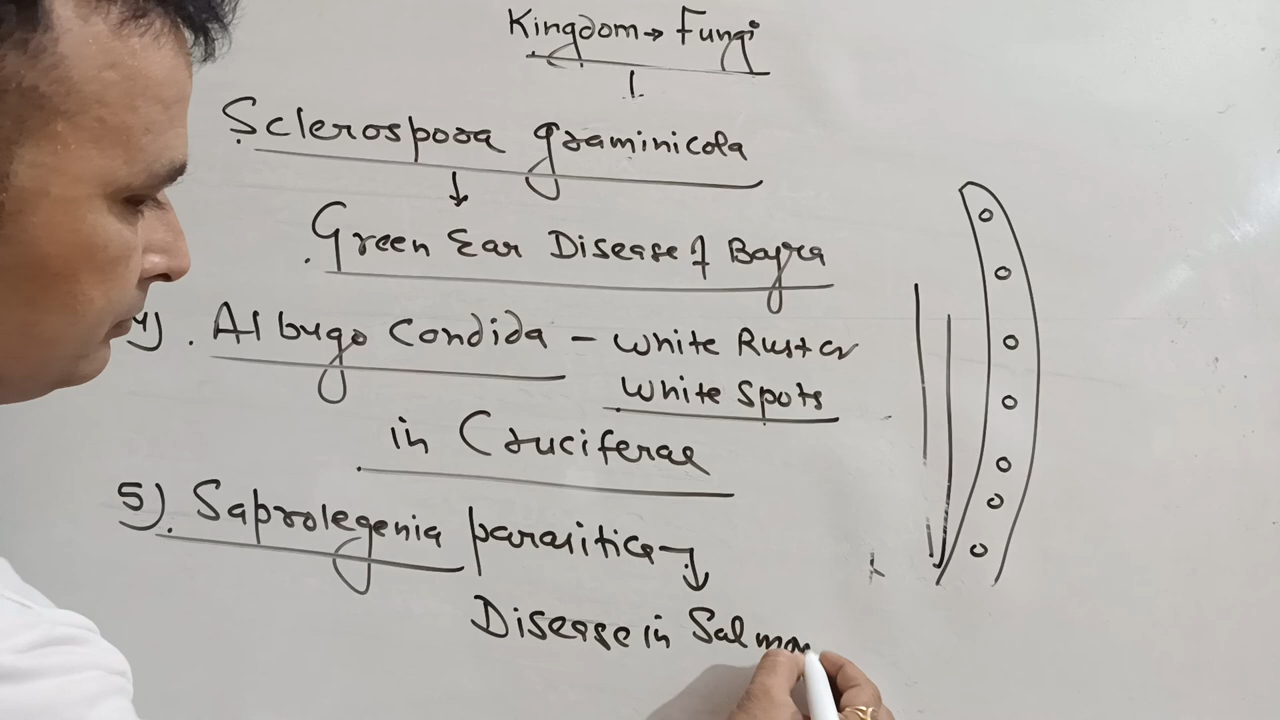 Kingdom → Fungi
Sclerospora graminicola
Green Ear Disease of Bajra
4). Albugo Condida - White Rust or
White Spots
in Cruciferae
5). Saprolegenia parasitica
Disease in Salmon